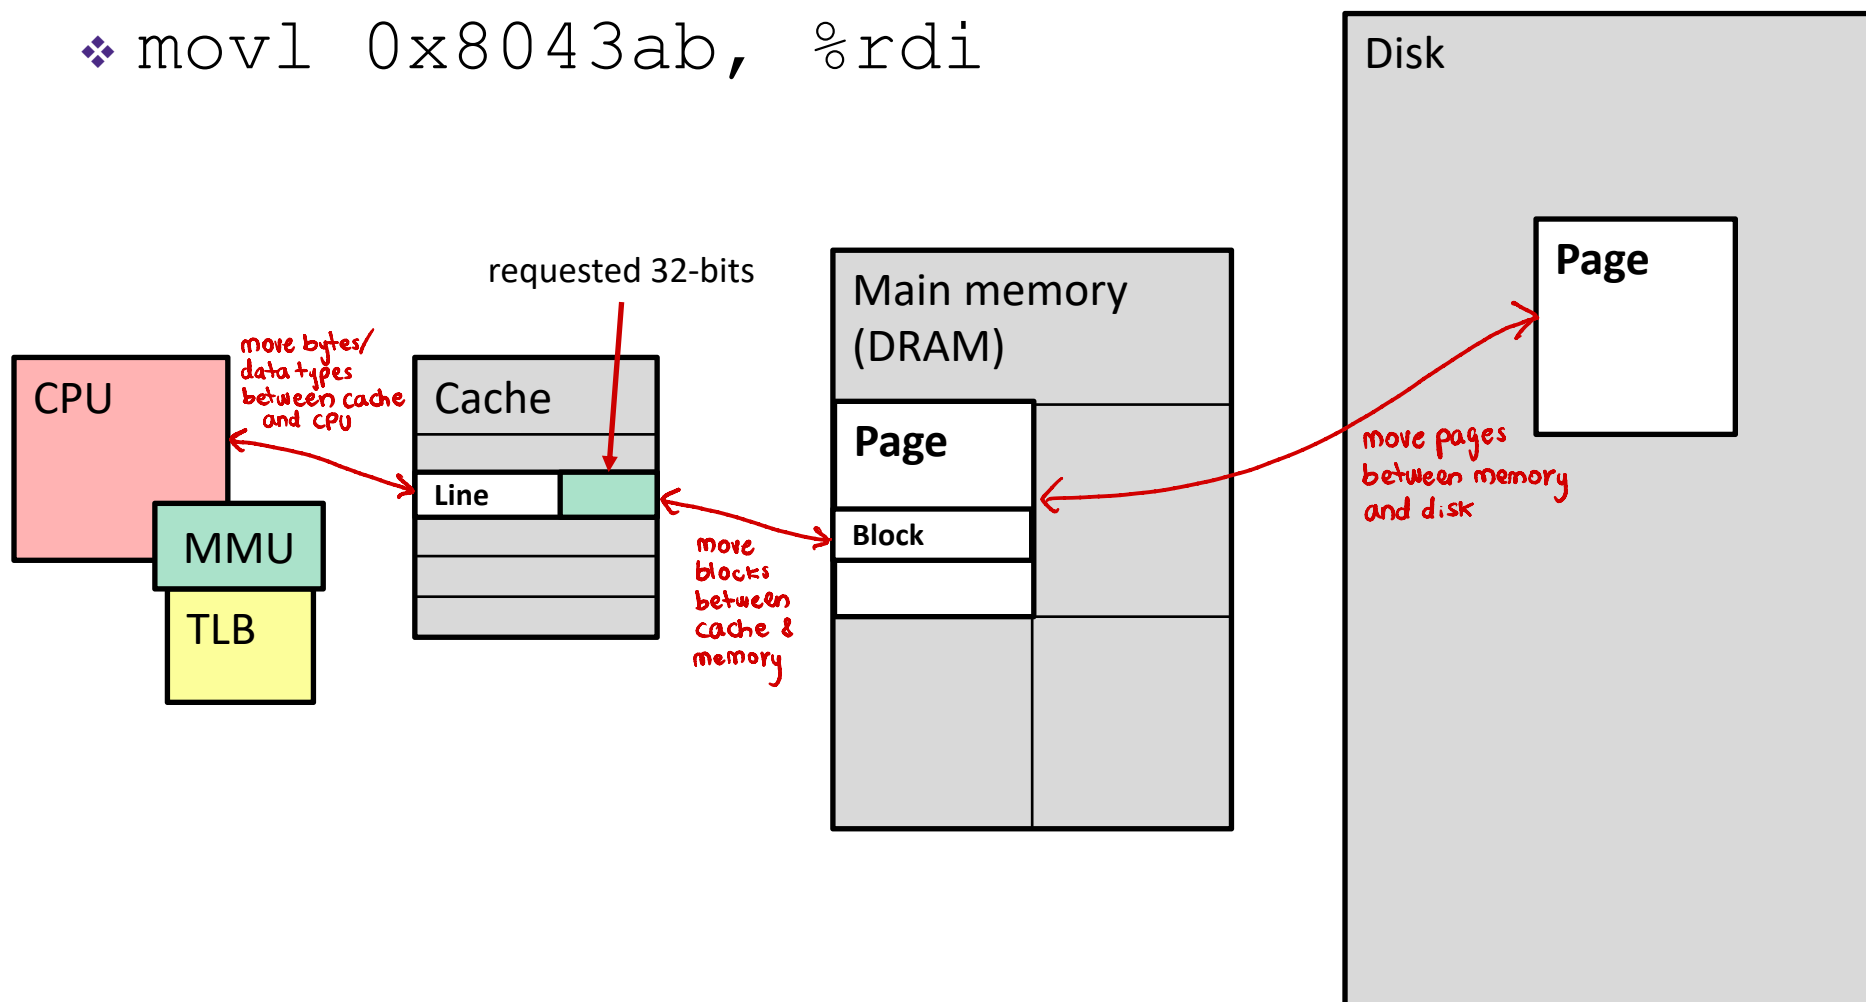 ❖ movl 0x8043ab, %rdi
Disk
Page
requested 32-bits
Main memory
(DRAM)
move bytes/
data types
between cache
and CPU
CPU
Cache
Page
move pages
between memory
and disk
Line
Block
MMU
move
blocks
between
cache &
memory
TLB